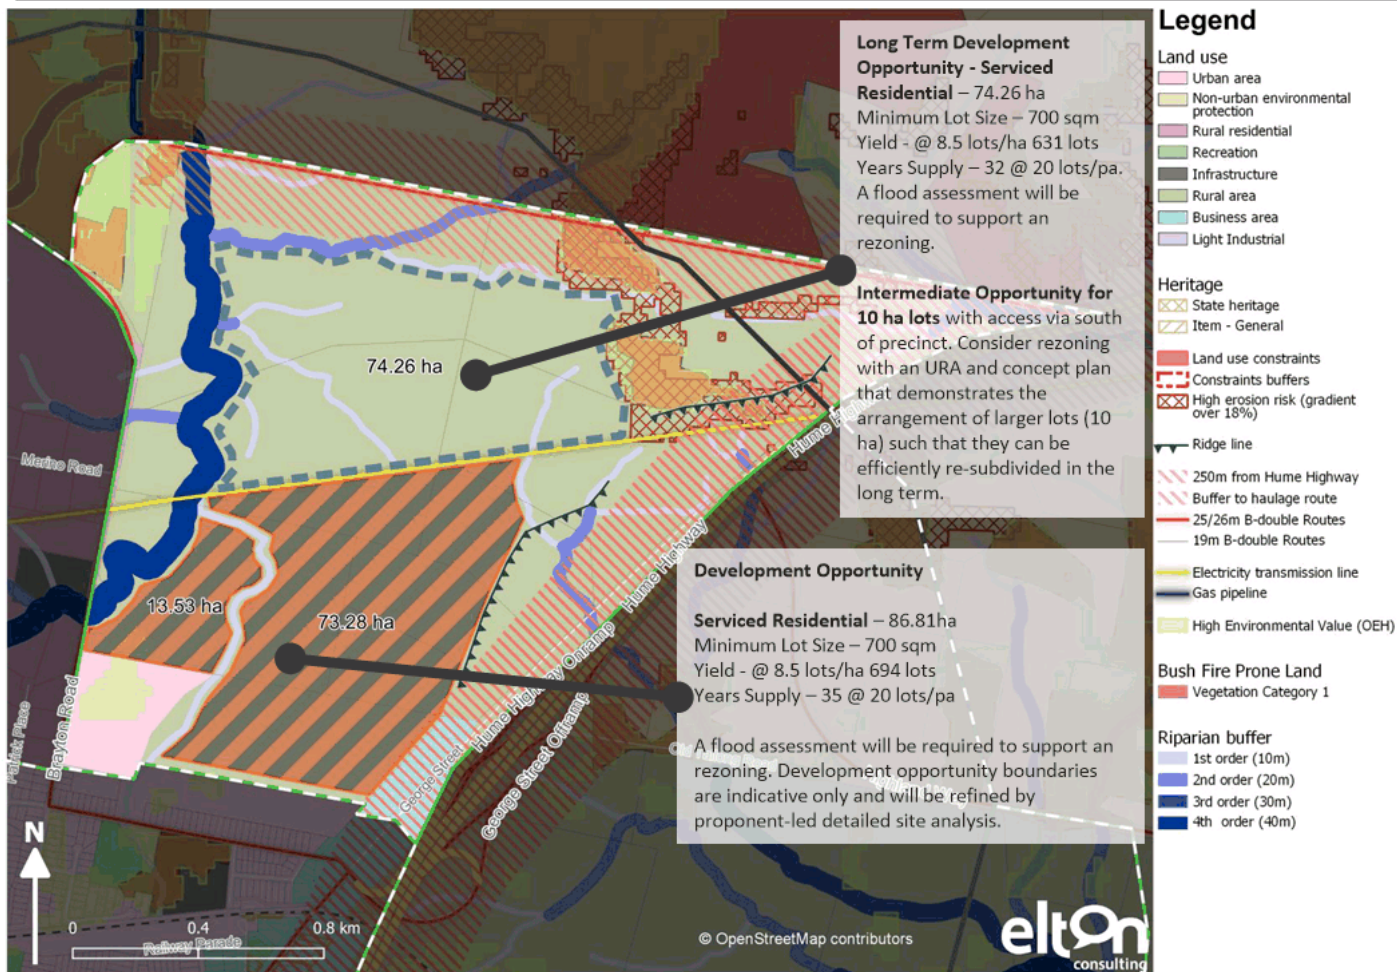 Long Term Development
Opportunity - Serviced
Residential – 74.26 ha
Minimum Lot Size – 700 sqm
Yield - @ 8.5 lots/ha 631 lots
Years Supply – 32 @ 20 lots/pa.
A flood assessment will be
required to support an
rezoning.
Intermediate Opportunity for
10 ha lots with access via south
of precinct. Consider rezoning
with an URA and concept plan
that demonstrates the
arrangement of larger lots (10
ha) such that they can be
efficiently re-subdivided in the
long term.
Development Opportunity
Serviced Residential – 86.81ha
Minimum Lot Size – 700 sqm
Yield - @ 8.5 lots/ha 694 lots
Years Supply – 35 @ 20 lots/pa
A flood assessment will be required to support an
rezoning. Development opportunity boundaries
are indicative only and will be refined by
proponent-led detailed site analysis.
74.26 ha
13.53 ha
73.28 ha
Merino Road
Brayton Road
Hume Highway
Hume Highway
Hume Highway Onramp
George Street
George Street Offramp
Railway Parade
N
0 0.4 0.8 km
© OpenStreetMap contributors
elton
consulting
Legend
Land use
Urban area
Non-urban environmental
protection
Rural residential
Recreation
Infrastructure
Rural area
Business area
Light Industrial
Heritage
State heritage
Item - General
Land use constraints
Constraints buffers
High erosion risk (gradient
over 18%)
Ridge line
250m from Hume Highway
Buffer to haulage route
25/26m B-double Routes
19m B-double Routes
Electricity transmission line
Gas pipeline
High Environmental Value (OEH)
Bush Fire Prone Land
Vegetation Category 1
Riparian buffer
1st order (10m)
2nd order (20m)
3rd order (30m)
4th order (40m)